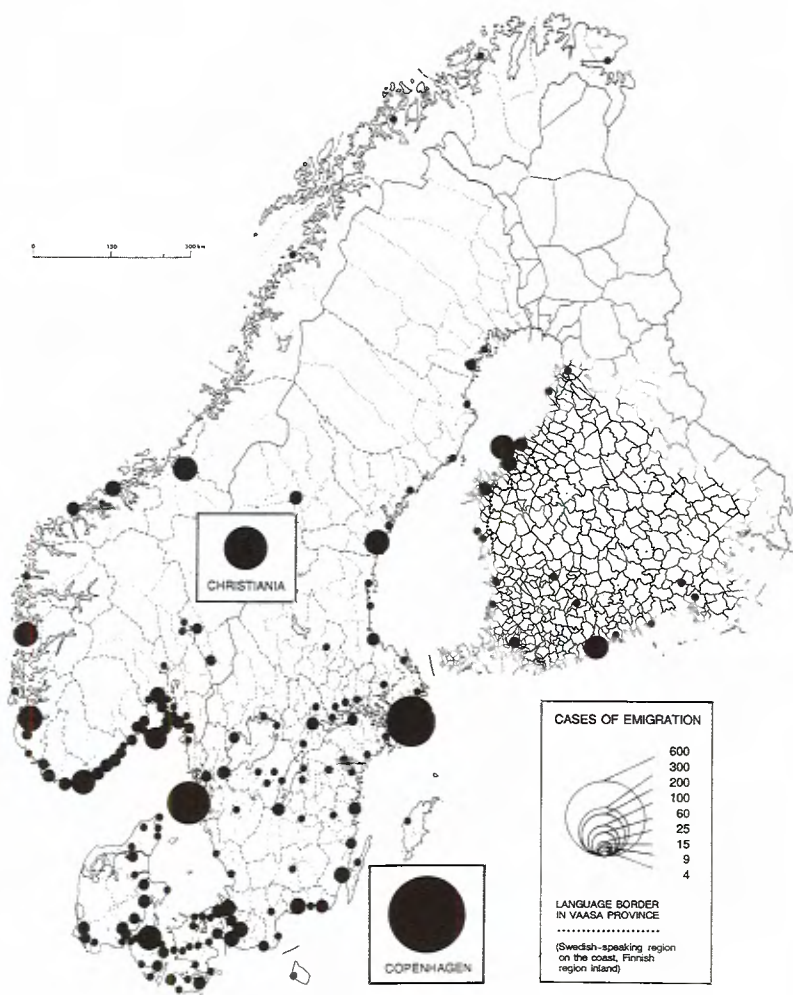 0 150 300 km
CHRISTIANIA
COPENHAGEN
CASES OF EMIGRATION
600
300
200
100
60
25
15
9
4
LANGUAGE BORDER
IN VAASA PROVINCE
(Swedish-speaking region
on the coast, Finnish
region inland)